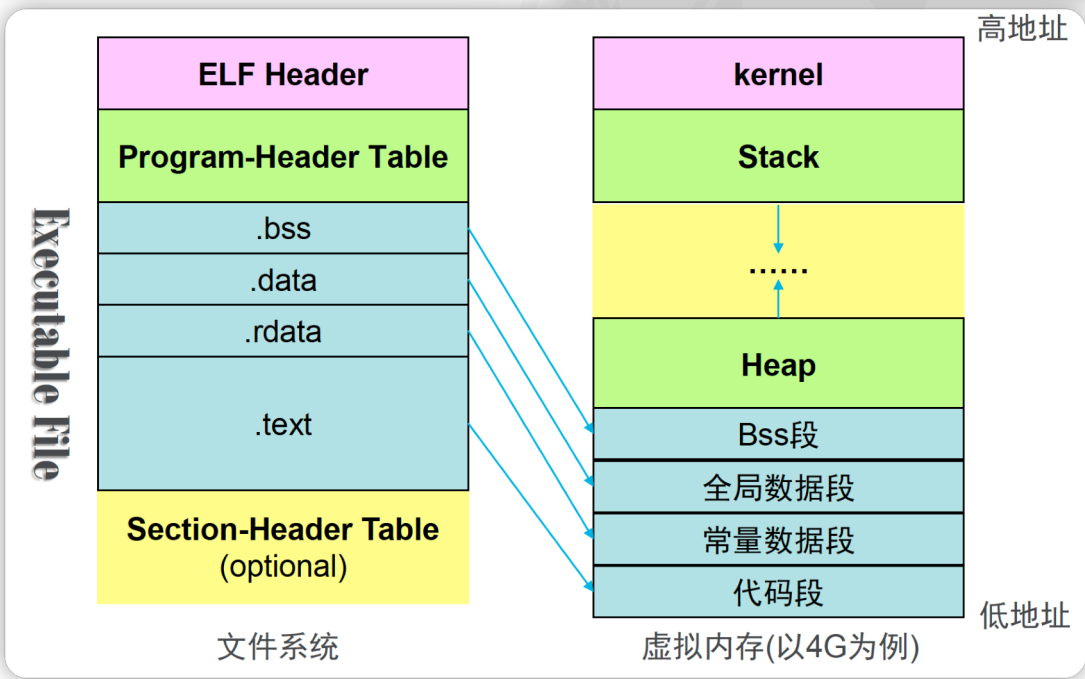 高地址
ELF Header
Program-Header Table
.bss
.data
.rdata
.text
Section-Header Table
(optional)
文件系统
Executable File
kernel
Stack
......
Heap
Bss段
全局数据段
常量数据段
代码段
低地址
虚拟内存(以4G为例)